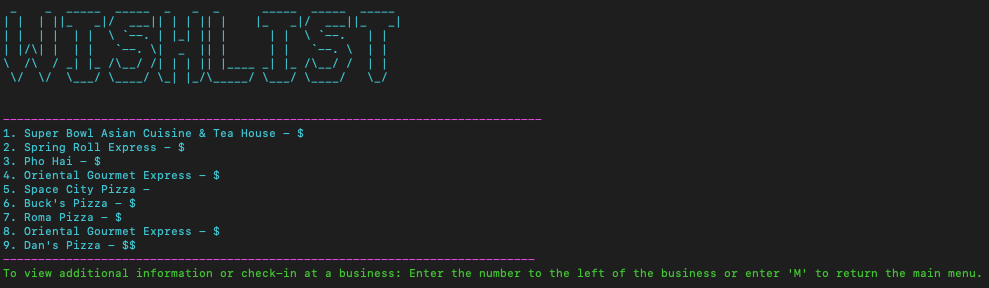 WISHLIST
1. Super Bowl Asian Cuisine & Tea House – $
2. Spring Roll Express – $
3. Pho Hai – $
4. Oriental Gourmet Express – $
5. Space City Pizza –
6. Buck's Pizza – $
7. Roma Pizza – $
8. Oriental Gourmet Express – $
9. Dan's Pizza – $$
To view additional information or check–in at a business: Enter the number to the left of the business or enter 'M' to return the main menu.